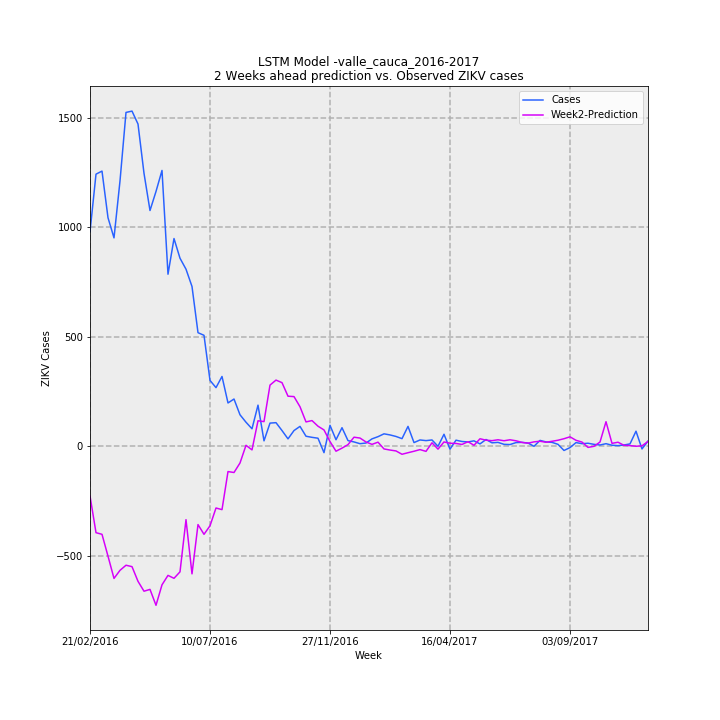 LSTM Model -valle_cauca_2016-2017
2 Weeks ahead prediction vs. Observed ZIKV cases
Cases
Week2-Prediction
1500
1000
500
0
−500
ZIKV Cases
21/02/2016
10/07/2016
27/11/2016
16/04/2017
03/09/2017
Week